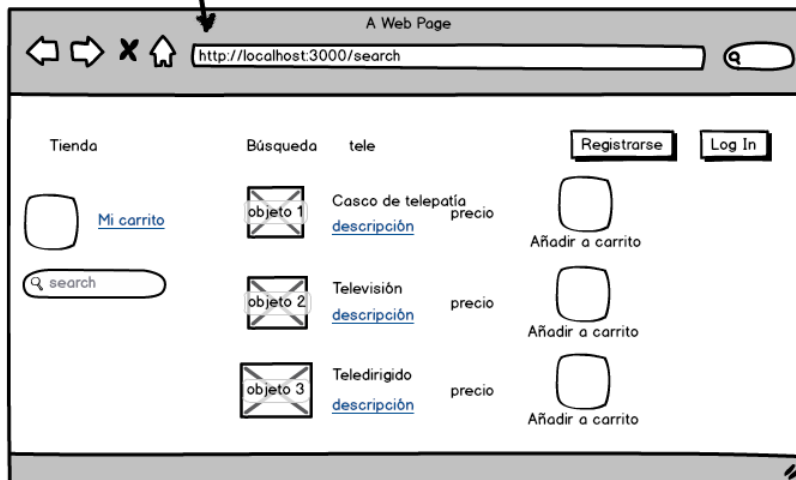 A Web Page
http://localhost:3000/search
Tienda
Búsqueda tele
Registrarse
Log In
Mi carrito
search
objeto 1
Casco de telepatía
descripción
precio
Añadir a carrito
objeto 2
Televisión
descripción
precio
Añadir a carrito
objeto 3
Teledirigido
descripción
precio
Añadir a carrito